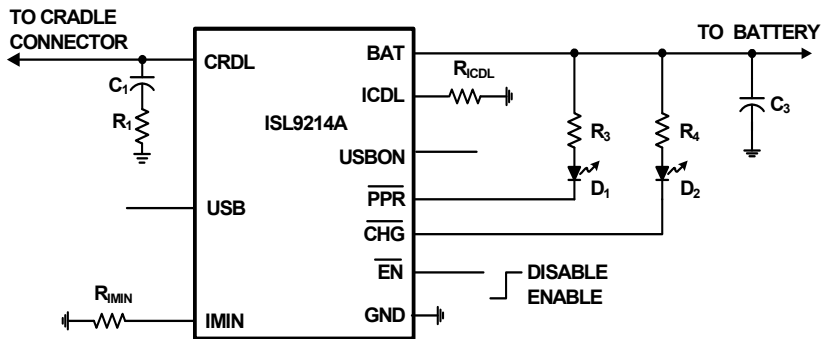 TO CRADLE
CONNECTOR
TO BATTERY
CRDL
BAT
C1
R1
ICDL
RICDL
ISL9214A
R3
R4
C3
USBON
D1
D2
USB
PPR
CHG
EN
DISABLE
ENABLE
RIMIN
IMIN
GND